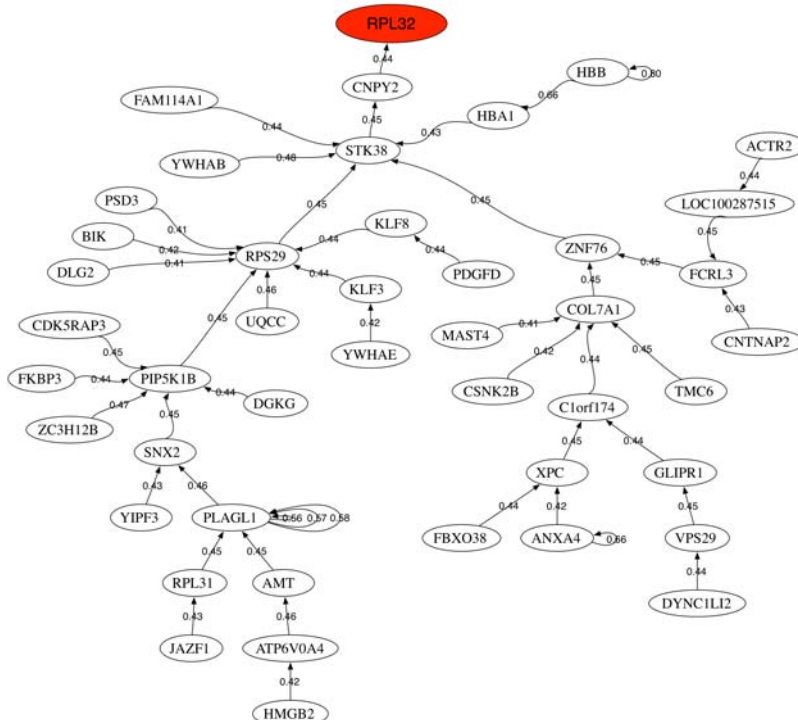 RPL32
0.44
HBB
0.80
CNPY2
0.66
FAM114A1
HBA1
0.45
0.44
0.43
ACTR2
STK38
YWHAB
0.48
0.44
PSD3
0.45
0.45
LOC100287515
0.41
KLF8
BIK
0.45
0.42
0.44
ZNF76
RPS29
0.44
0.41
0.45
DLG2
PDGFD
FCRL3
0.44
0.46
KLF3
0.45
0.43
COL7A1
UQCC
0.42
0.41
CDK5RAP3
0.45
MAST4
CNTNAP2
0.45
YWHAE
0.42
0.45
FKBP3
0.44
PIP5K1B
0.44
0.44
CSNK2B
TMC6
0.47
DGKG
C1orf174
ZC3H12B
0.45
0.45
0.44
SNX2
XPC
GLIPR1
0.43
0.46
0.44
0.42
0.45
YIPF3
PLAGL1
0.56
0.57
0.58
FBXO38
ANXA4
0.66
VPS29
0.45
0.45
0.44
RPL31
AMT
DYNC1LI2
0.43
0.46
JAZF1
ATP6V0A4
0.42
HMGB2